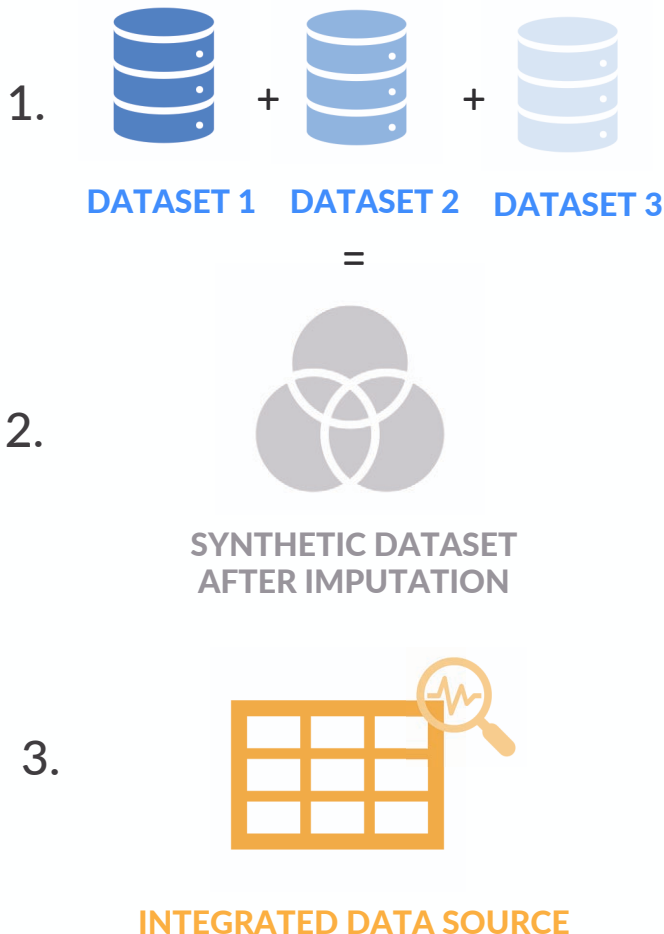 1.
+
+
DATASET 1
DATASET 2
DATASET 3
=
2.
SYNTHETIC DATASET
AFTER IMPUTATION
3.
INTEGRATED DATA SOURCE